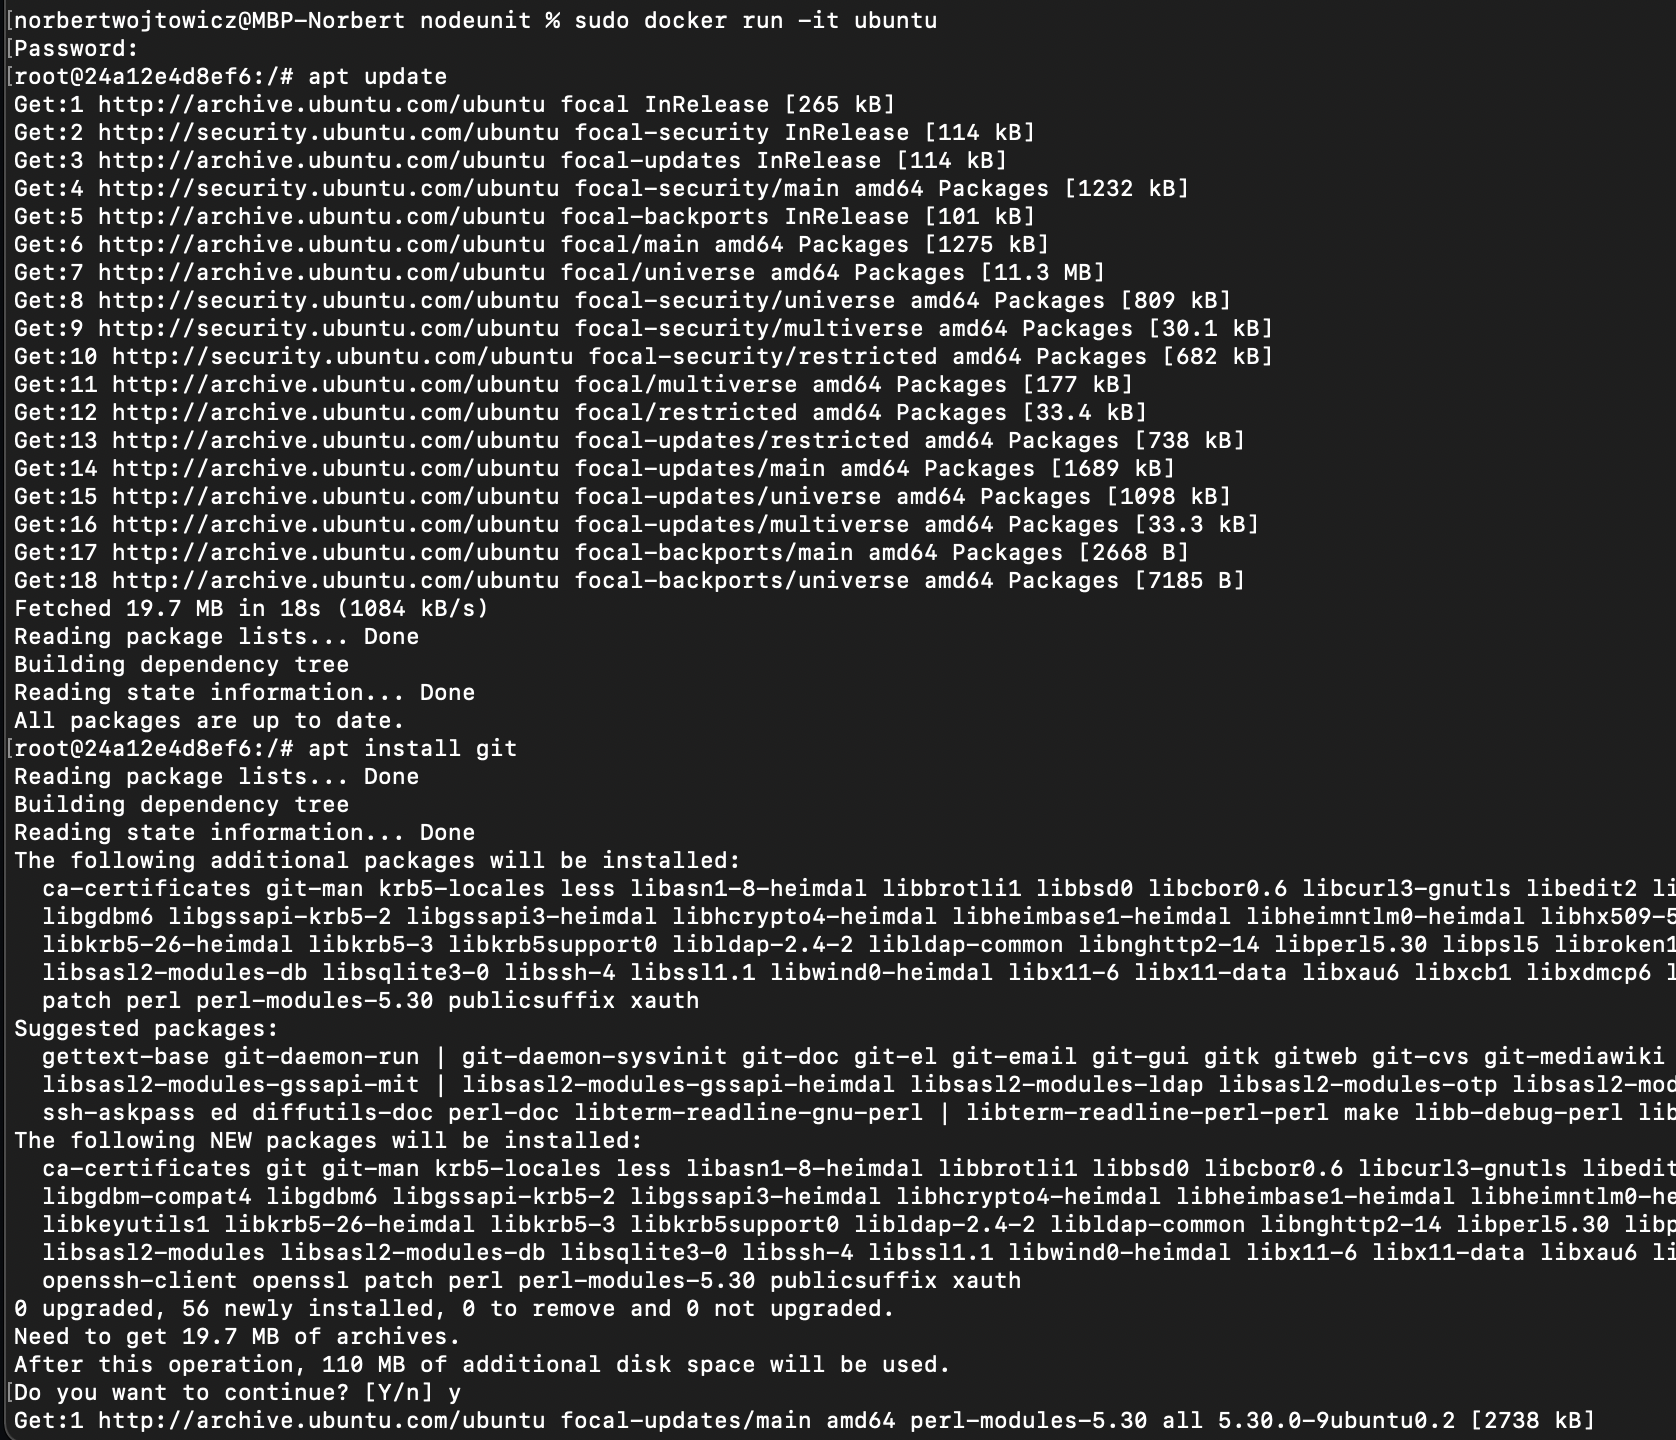 [norbertwojtowicz@MBP-Norbert nodeunit % sudo docker run -it ubuntu
[Password:
[root@24a12e4d8ef6:/# apt update
Get:1 http://archive.ubuntu.com/ubuntu focal InRelease [265 kB]
Get:2 http://security.ubuntu.com/ubuntu focal-security InRelease [114 kB]
Get:3 http://archive.ubuntu.com/ubuntu focal-updates InRelease [114 kB]
Get:4 http://security.ubuntu.com/ubuntu focal-security/main amd64 Packages [1232 kB]
Get:5 http://archive.ubuntu.com/ubuntu focal-backports InRelease [101 kB]
Get:6 http://archive.ubuntu.com/ubuntu focal/main amd64 Packages [1275 kB]
Get:7 http://archive.ubuntu.com/ubuntu focal/universe amd64 Packages [11.3 MB]
Get:8 http://security.ubuntu.com/ubuntu focal-security/universe amd64 Packages [809 kB]
Get:9 http://security.ubuntu.com/ubuntu focal-security/multiverse amd64 Packages [30.1 kB]
Get:10 http://security.ubuntu.com/ubuntu focal-security/restricted amd64 Packages [682 kB]
Get:11 http://archive.ubuntu.com/ubuntu focal/multiverse amd64 Packages [177 kB]
Get:12 http://archive.ubuntu.com/ubuntu focal/restricted amd64 Packages [33.4 kB]
Get:13 http://archive.ubuntu.com/ubuntu focal-updates/restricted amd64 Packages [738 kB]
Get:14 http://archive.ubuntu.com/ubuntu focal-updates/main amd64 Packages [1689 kB]
Get:15 http://archive.ubuntu.com/ubuntu focal-updates/universe amd64 Packages [1098 kB]
Get:16 http://archive.ubuntu.com/ubuntu focal-updates/multiverse amd64 Packages [33.3 kB]
Get:17 http://archive.ubuntu.com/ubuntu focal-backports/main amd64 Packages [2668 B]
Get:18 http://archive.ubuntu.com/ubuntu focal-backports/universe amd64 Packages [7185 B]
Fetched 19.7 MB in 18s (1084 kB/s)
Reading package lists... Done
Building dependency tree
Reading state information... Done
All packages are up to date.
[root@24a12e4d8ef6:/# apt install git
Reading package lists... Done
Building dependency tree
Reading state information... Done
The following additional packages will be installed:
  ca-certificates git-man krb5-locales less libasn1-8-heimdal libbrotli1 libbsd0 libcbor0.6 libcurl3-gnutls libedit2 li
  libgdbm6 libgssapi-krb5-2 libgssapi3-heimdal libhcrypto4-heimdal libheimbase1-heimdal libheimntlm0-heimdal libhx509-5
  libkrb5-26-heimdal libkrb5-3 libkrb5support0 libldap-2.4-2 libldap-common libnghttp2-14 libperl5.30 libpsl5 libroken1
  libsasl2-modules-db libsqlite3-0 libssh-4 libssl1.1 libwind0-heimdal libx11-6 libx11-data libxau6 libxcb1 libxdmcp6 l
  patch perl perl-modules-5.30 publicsuffix xauth
Suggested packages:
  gettext-base git-daemon-run | git-daemon-sysvinit git-doc git-el git-email git-gui gitk gitweb git-cvs git-mediawiki
  libsasl2-modules-gssapi-mit | libsasl2-modules-gssapi-heimdal libsasl2-modules-ldap libsasl2-modules-otp libsasl2-mod
  ssh-askpass ed diffutils-doc perl-doc libterm-readline-gnu-perl | libterm-readline-perl-perl make libb-debug-perl lib
The following NEW packages will be installed:
  ca-certificates git git-man krb5-locales less libasn1-8-heimdal libbrotli1 libbsd0 libcbor0.6 libcurl3-gnutls libedit
  libgdbm-compat4 libgdbm6 libgssapi-krb5-2 libgssapi3-heimdal libhcrypto4-heimdal libheimbase1-heimdal libheimntlm0-he
  libkeyutils1 libkrb5-26-heimdal libkrb5-3 libkrb5support0 libldap-2.4-2 libldap-common libnghttp2-14 libperl5.30 libp
  libsasl2-modules libsasl2-modules-db libsqlite3-0 libssh-4 libssl1.1 libwind0-heimdal libx11-6 libx11-data libxau6 li
  openssh-client openssl patch perl perl-modules-5.30 publicsuffix xauth
0 upgraded, 56 newly installed, 0 to remove and 0 not upgraded.
Need to get 19.7 MB of archives.
After this operation, 110 MB of additional disk space will be used.
[Do you want to continue? [Y/n] y
Get:1 http://archive.ubuntu.com/ubuntu focal-updates/main amd64 perl-modules-5.30 all 5.30.0-9ubuntu0.2 [2738 kB]